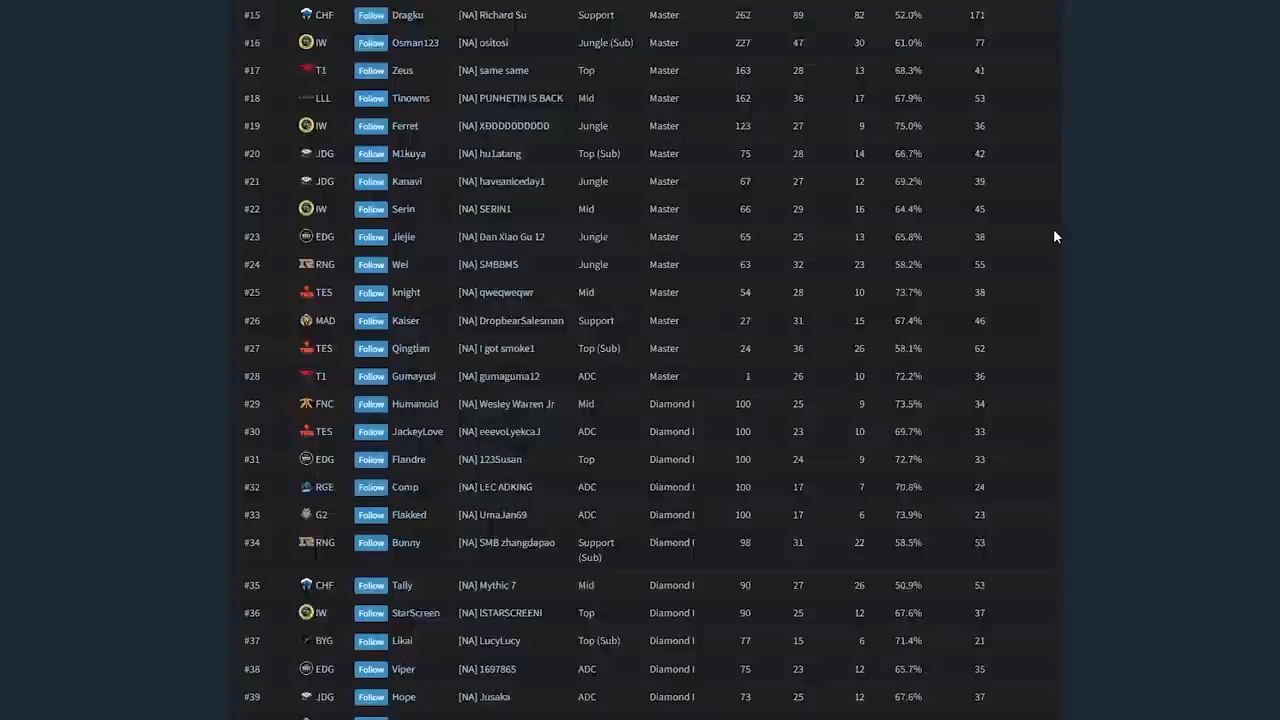 #15 CHF Follow Dragku [NA] Richard Su Support Master 262 89 82 52.0% 171
#16 IW Follow Osman123 [NA] ositosi Jungle (Sub) Master 227 47 30 61.0% 77
#17 T1 Follow Zeus [NA] same same Top Master 163 28 13 68.3% 41
#18 LLL Follow Tinowns [NA] PUNHETIN IS BACK Mid Master 162 36 17 67.9% 53
#19 IW Follow Ferret [NA] XDDDDDDDDDD Jungle Master 123 27 9 75.0% 36
#20 JDG Follow M1kuya [NA] hu1atang Top (Sub) Master 75 28 14 66.7% 42
#21 JDG Follow Kanavi [NA] haveaniceday1 Jungle Master 67 27 12 69.2% 39
#22 IW Follow Serin [NA] SERIN1 Mid Master 66 29 16 64.4% 45
#23 EDG Follow Jiejie [NA] Dan Xiao Gu 12 Jungle Master 65 25 13 65.8% 38
#24 RNG Follow Wei [NA] SMBBMS Jungle Master 63 32 23 58.2% 55
#25 TES Follow knight [NA] qweqweqwr Mid Master 54 28 10 73.7% 38
#26 MAD Follow Kaiser [NA] DropbearSalesman Support Master 27 31 15 67.4% 46
#27 TES Follow Qingtian [NA] I got smoke1 Top (Sub) Master 24 36 26 58.1% 62
#28 T1 Follow Gumayusi [NA] gumaguma12 ADC Master 1 26 10 72.2% 36
#29 FNC Follow Humanoid [NA] Wesley Warren Jr Mid Diamond I 100 25 9 73.5% 34
#30 TES Follow JackeyLove [NA] eeevoLyekcaJ ADC Diamond I 100 23 10 69.7% 33
#31 EDG Follow Flandre [NA] 123Susan Top Diamond I 100 24 9 72.7% 33
#32 RGE Follow Comp [NA] LEC ADKING ADC Diamond I 100 17 7 70.8% 24
#33 G2 Follow Flakked [NA] UmaJan69 ADC Diamond I 100 17 6 73.9% 23
#34 RNG Follow Bunny [NA] SMB zhangdapao Support Diamond I 98 31 22 58.5% 53
(Sub)
#35 CHF Follow Tally [NA] Mythic 7 Mid Diamond I 90 27 26 50.9% 53
#36 IW Follow StarScreen [NA] lSTARSCREENl Top Diamond I 90 25 12 67.6% 37
#37 BYG Follow Likai [NA] LucyLucy Top (Sub) Diamond I 77 15 6 71.4% 21
#38 EDG Follow Viper [NA] 1697865 ADC Diamond I 75 23 12 65.7% 35
#39 JDG Follow Hope [NA] Jusaka ADC Diamond I 73 25 12 67.6% 37